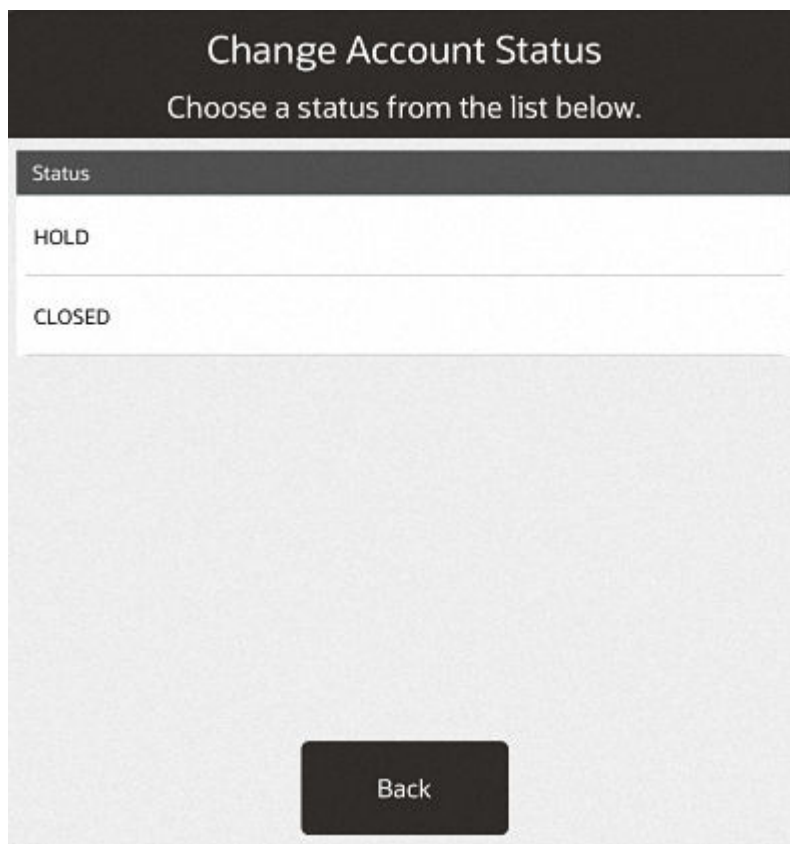 Change Account Status
Choose a status from the list below.
Status
HOLD
CLOSED
Back